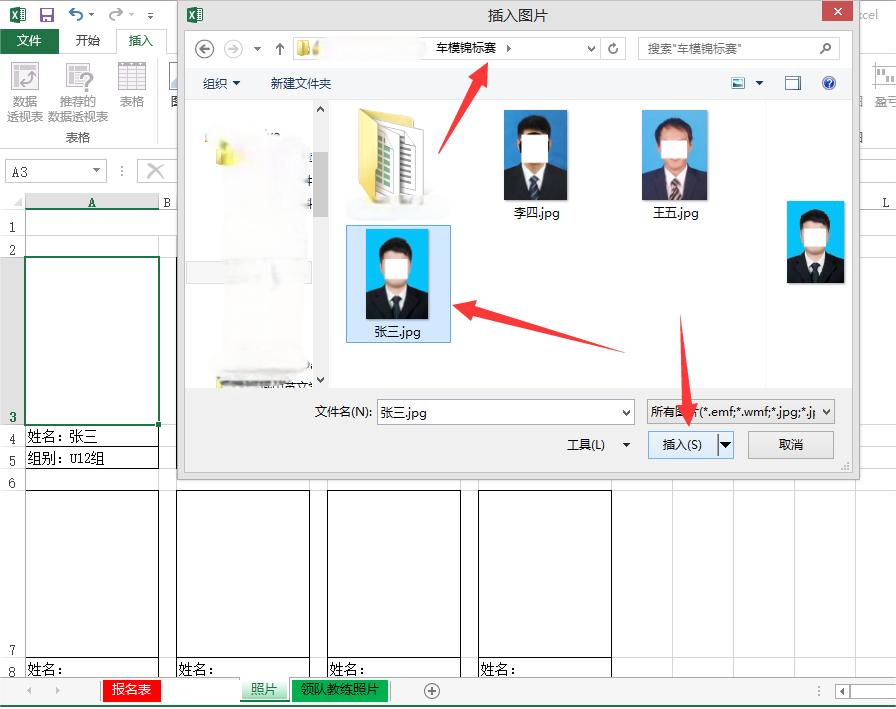 插入图片
文件 开始 插入
数据
透视表
推荐的
数据透视表
表格
表格
A3
车模锦标赛
搜索"车模锦标赛"
组织
新建文件夹
李四.jpg
王五.jpg
张三.jpg
文件名(N):
张三.jpg
所有图片(*.emf;*.wmf;*.jpg;*.jp
工具(L)
插入(S)
取消
A B L
1
2
3
4 姓名: 张三
5 组别: U12组
6
7
8 姓名: 姓名: 姓名: 姓名:
报名表 照片 领队教练照片